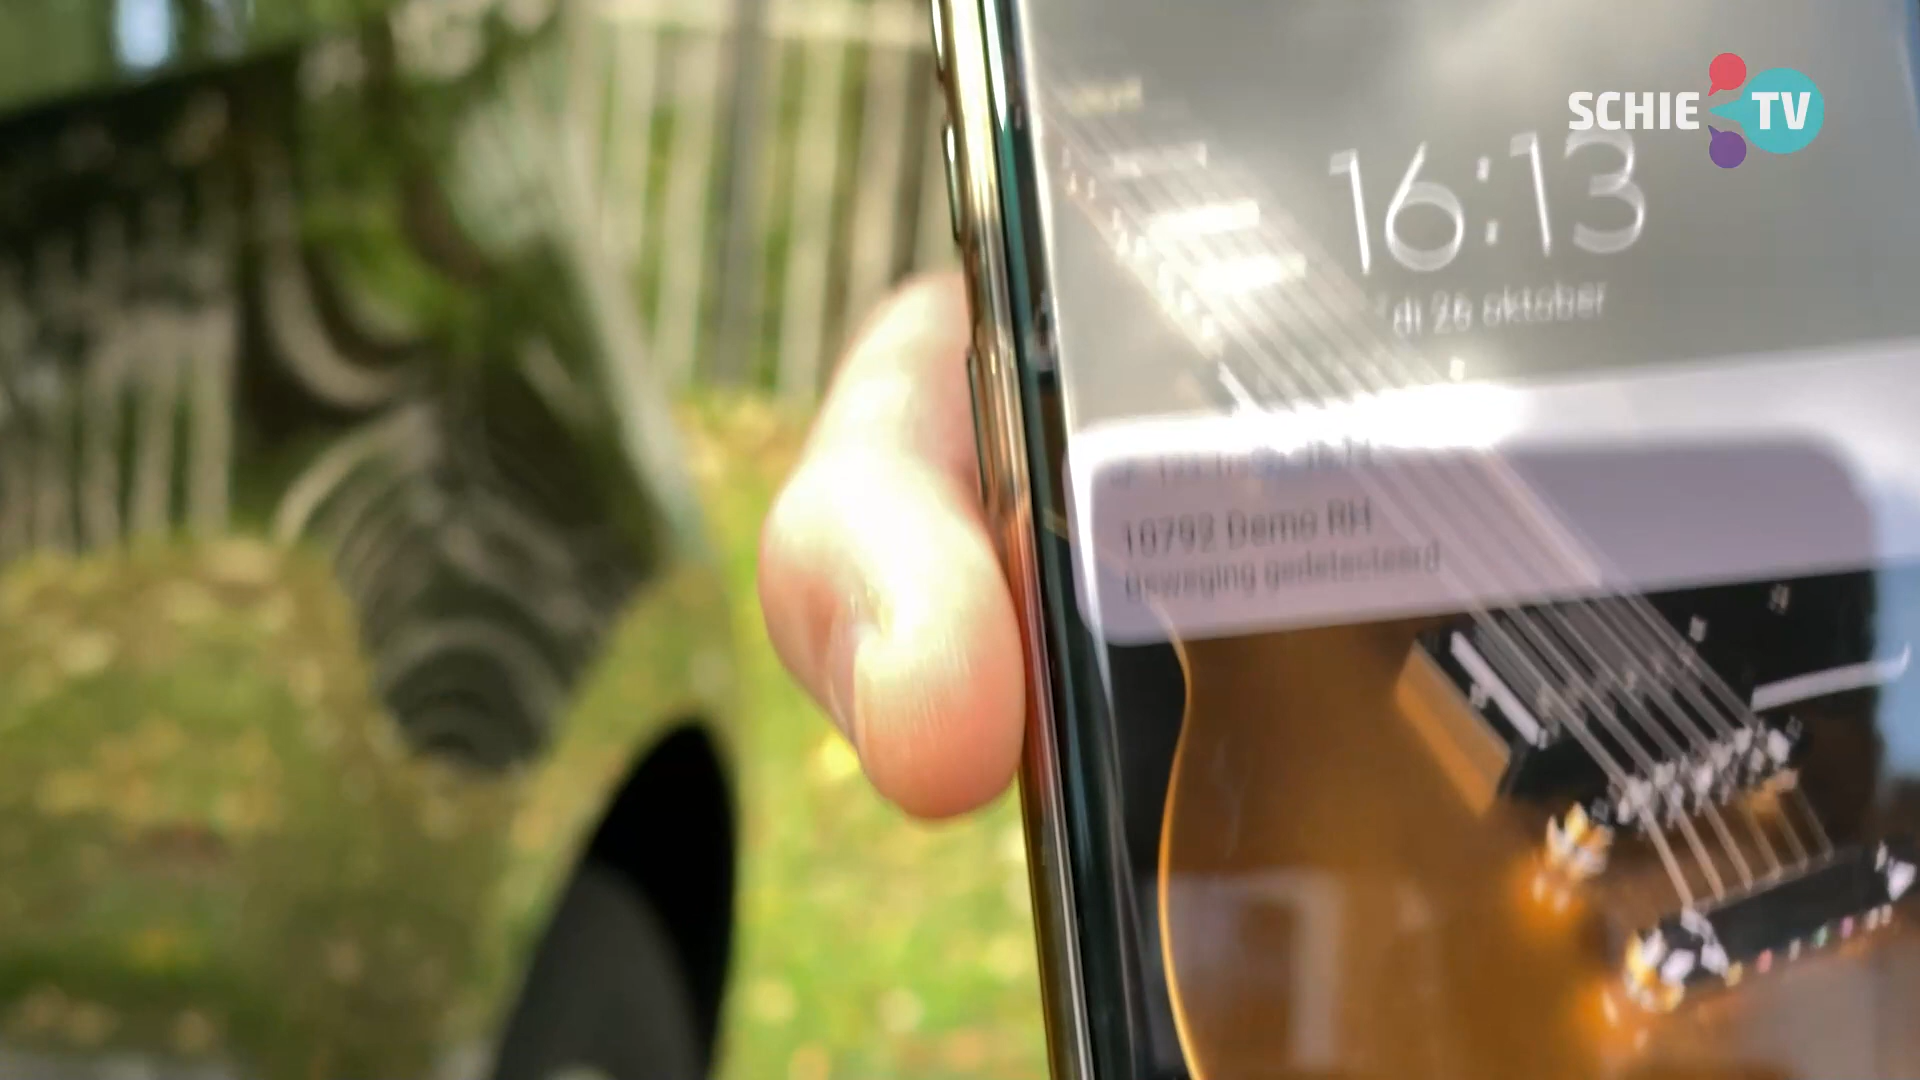 SCHIE TV
16:13
di 26 oktober
10792 Demo RH
Beweging gedetecteerd